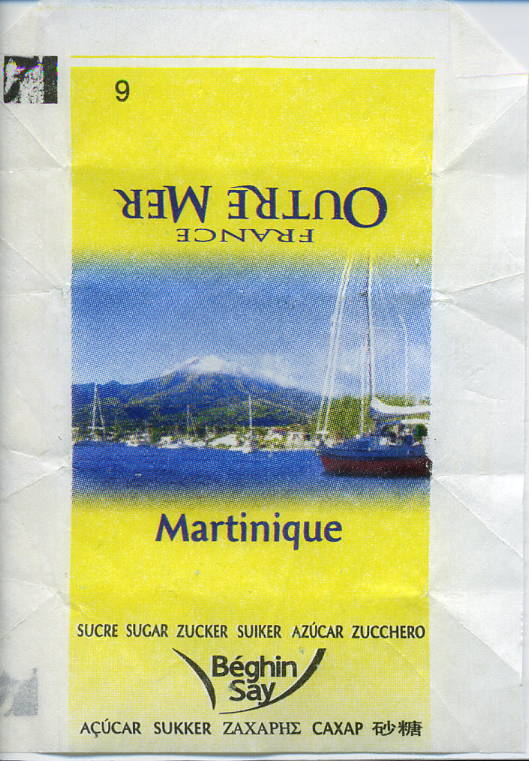 9
OUTRE MER
FRANCE
Martinique
SUCRE SUGAR ZUCKER SUIKER AZÚCAR ZUCCHERO
Béghin
Say
AÇÚCAR SUKKER ΖΑΧΑΡΗΣ САХАР 砂糖